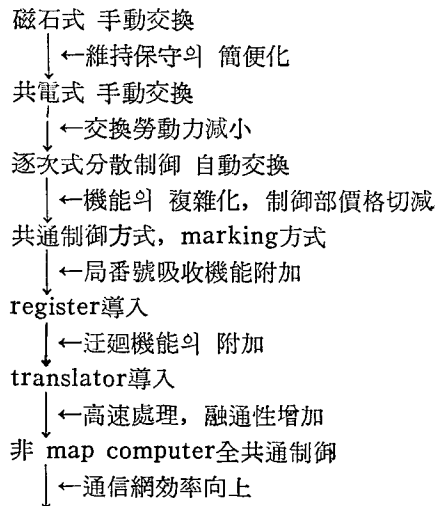 磁石式 手動交換
←維持保守의 簡便化
共電式 手動交換
←交換勞動力減小
逐次式分散制御 自動交換
←機能의 複雜化, 制御部價格切減
共通制御方式, marking方式
←局番號吸收機能附加
register導入
←迂廻機能의 附加
translator導入
←高速處理, 融通性增加
非 map computer全共通制御
←通信網效率向上